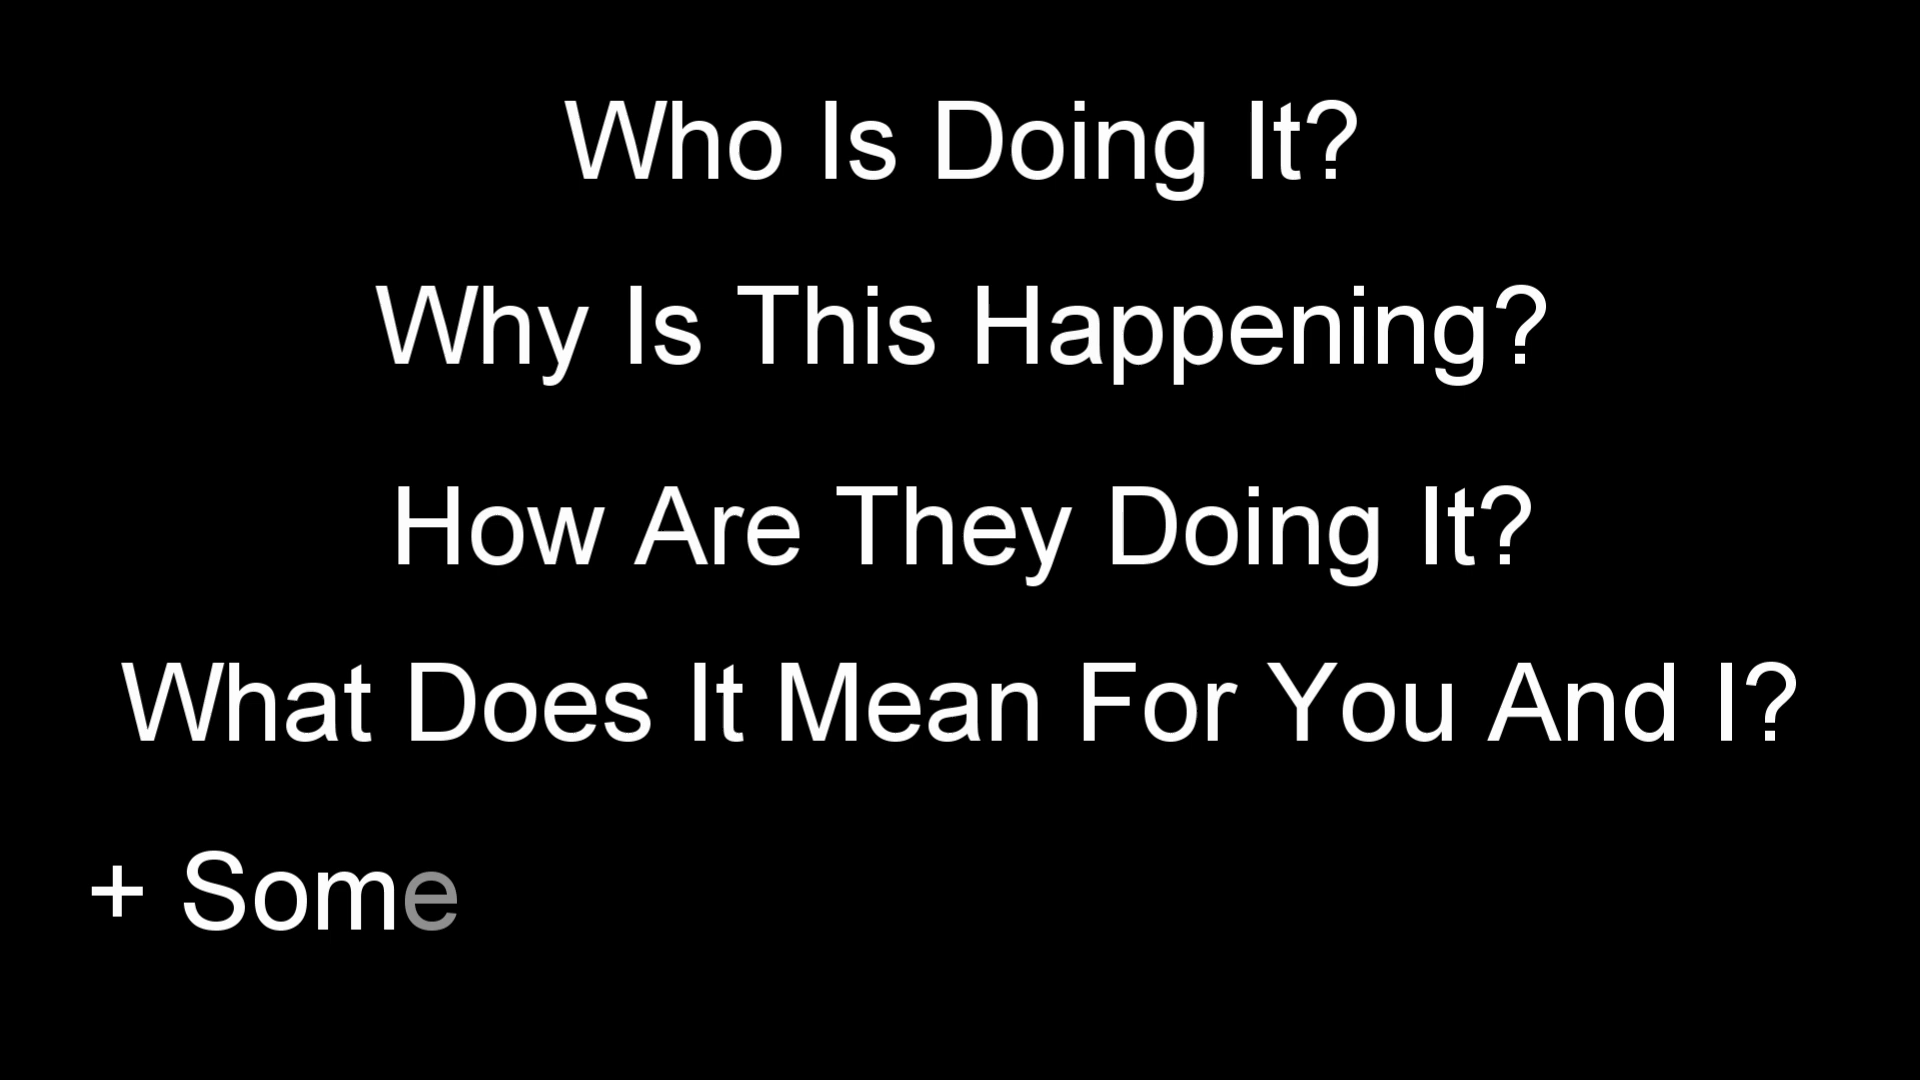 Who Is Doing It?
Why Is This Happening?
How Are They Doing It?
What Does It Mean For You And I?
+ Some